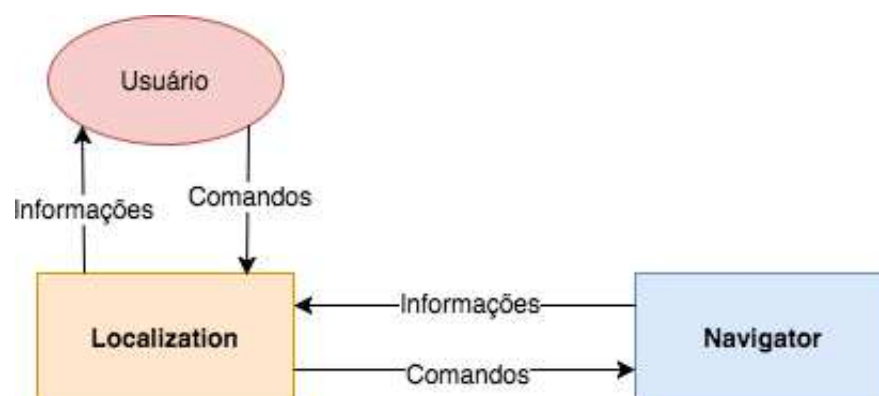 Usuário
Informações
Comandos
Localization
Informações
Navigator
Comandos